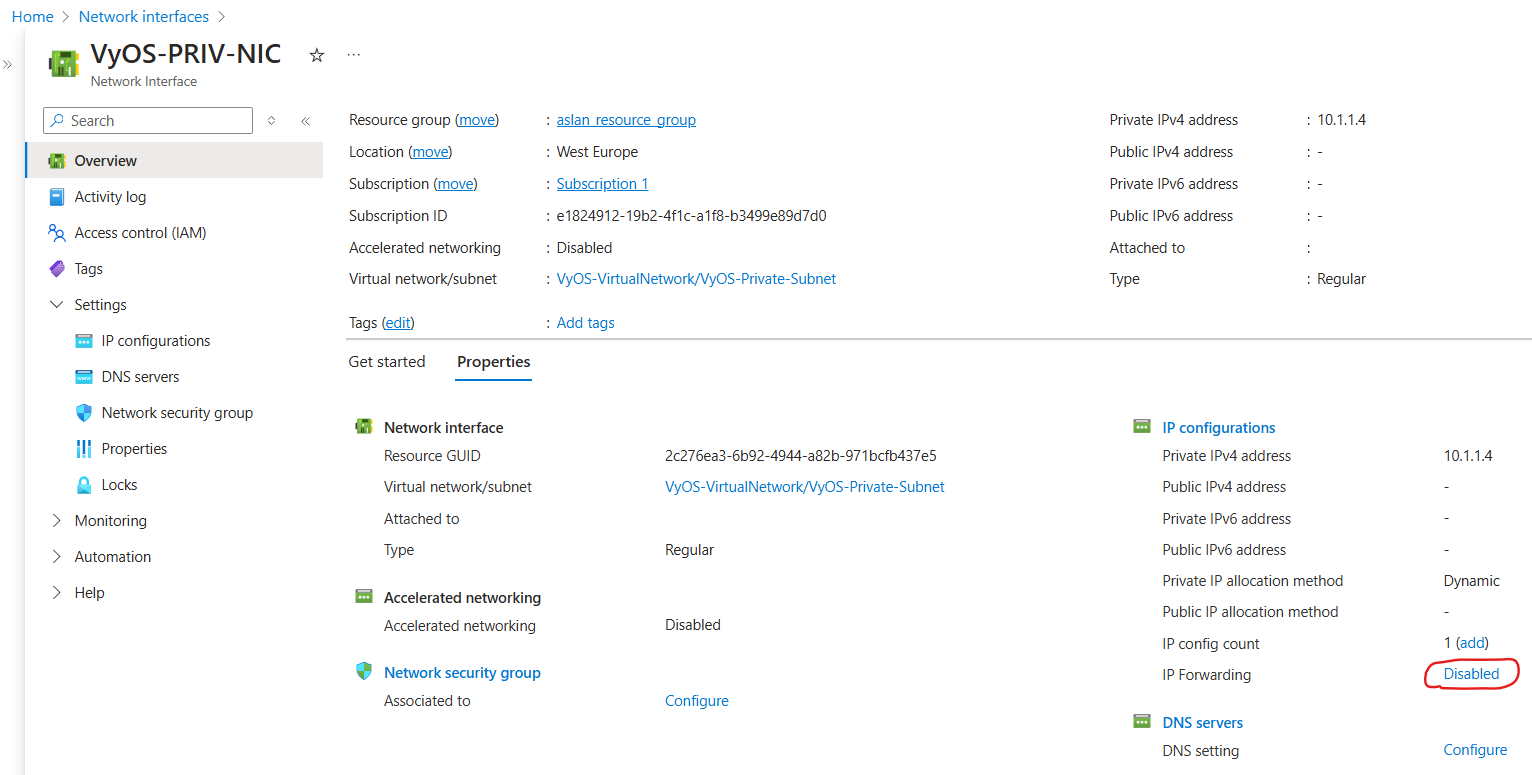 Home > Network interfaces >
VyOS-PRIV-NIC
Network Interface
Search
Overview
Activity log
Access control (IAM)
Tags
Settings
IP configurations
DNS servers
Network security group
Properties
Locks
Monitoring
Automation
Help
Resource group (move) : aslan_resource_group
Location (move) : West Europe
Subscription (move) : Subscription 1
Subscription ID : e1824912-19b2-4f1c-a1f8-b3499e89d7d0
Accelerated networking : Disabled
Virtual network/subnet : VyOS-VirtualNetwork/VyOS-Private-Subnet
Private IPv4 address : 10.1.1.4
Public IPv4 address : -
Private IPv6 address : -
Public IPv6 address : -
Attached to :
Type : Regular
Tags (edit) : Add tags
Get started Properties
Network interface
Resource GUID 2c276ea3-6b92-4944-a82b-971bcfb437e5
Virtual network/subnet VyOS-VirtualNetwork/VyOS-Private-Subnet
Attached to
Type Regular
Accelerated networking
Accelerated networking Disabled
Network security group
Associated to Configure
IP configurations
Private IPv4 address 10.1.1.4
Public IPv4 address -
Private IPv6 address -
Public IPv6 address -
Private IP allocation method Dynamic
Public IP allocation method -
IP config count 1 (add)
IP Forwarding Disabled
DNS servers
DNS setting Configure